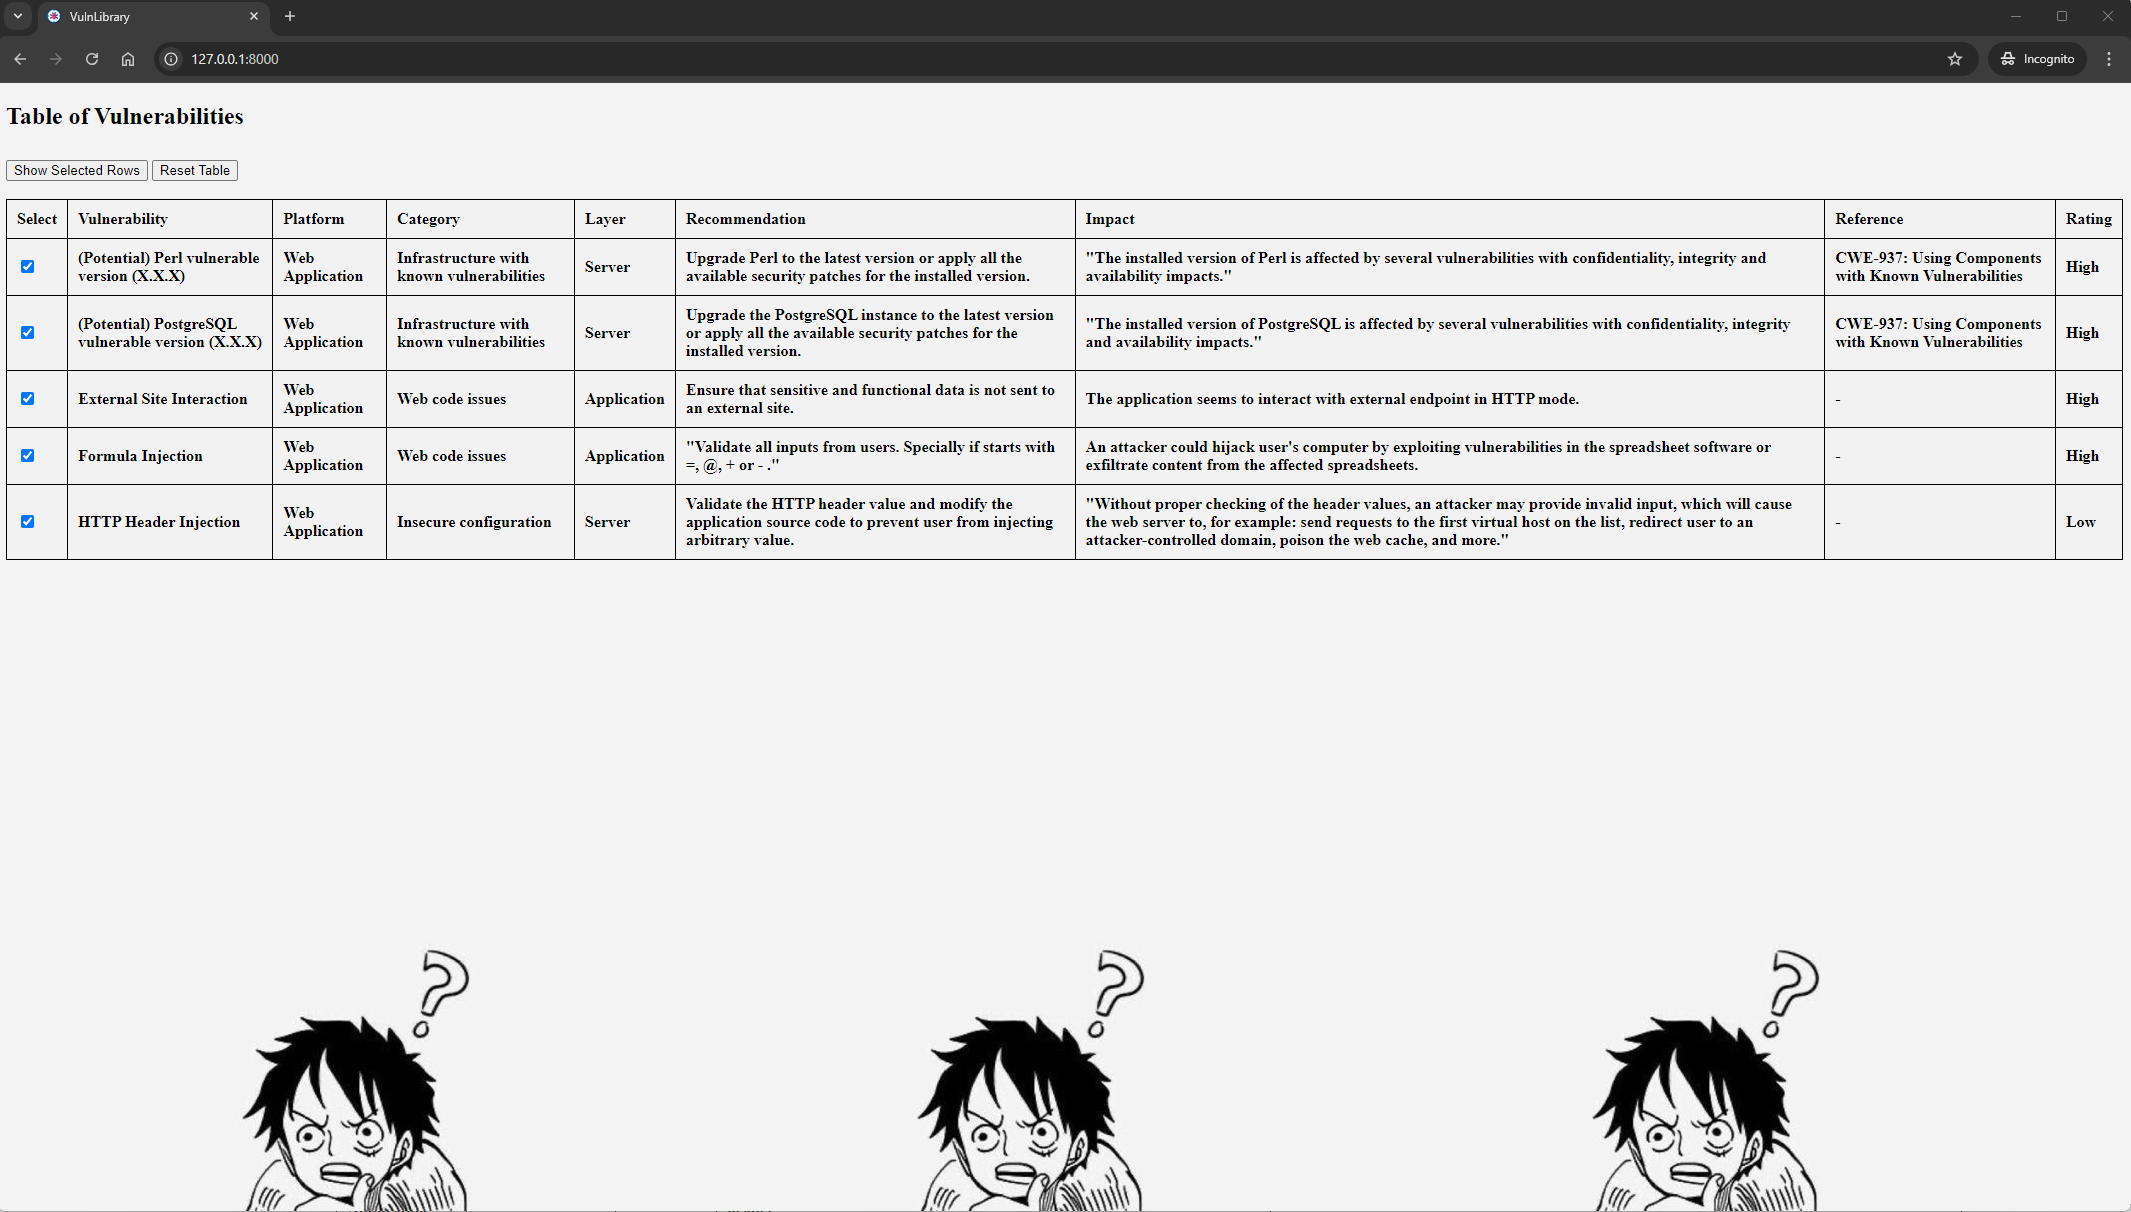 VulnLibrary
127.0.0.1:8000
Incognito
Table of Vulnerabilities
Show Selected Rows Reset Table
Select Vulnerability Platform Category Layer Recommendation Impact Reference Rating
(Potential) Perl vulnerable
version (X.X.X)
Web
Application
Infrastructure with
known vulnerabilities
Server
Upgrade Perl to the latest version or apply all the
available security patches for the installed version.
"The installed version of Perl is affected by several vulnerabilities with confidentiality, integrity and
availability impacts."
CWE-937: Using Components
with Known Vulnerabilities
High
(Potential) PostgreSQL
vulnerable version (X.X.X)
Web
Application
Infrastructure with
known vulnerabilities
Server
Upgrade the PostgreSQL instance to the latest version
or apply all the available security patches for the
installed version.
"The installed version of PostgreSQL is affected by several vulnerabilities with confidentiality, integrity
and availability impacts."
CWE-937: Using Components
with Known Vulnerabilities
High
External Site Interaction
Web
Application
Web code issues
Application
Ensure that sensitive and functional data is not sent to
an external site.
The application seems to interact with external endpoint in HTTP mode.
-
High
Formula Injection
Web
Application
Web code issues
Application
"Validate all inputs from users. Specially if starts with
=, @, + or - ."
An attacker could hijack user's computer by exploiting vulnerabilities in the spreadsheet software or
exfiltrate content from the affected spreadsheets.
-
High
HTTP Header Injection
Web
Application
Insecure configuration
Server
Validate the HTTP header value and modify the
application source code to prevent user from injecting
arbitrary value.
"Without proper checking of the header values, an attacker may provide invalid input, which will cause
the web server to, for example: send requests to the first virtual host on the list, redirect user to an
attacker-controlled domain, poison the web cache, and more."
-
Low
?
?
?